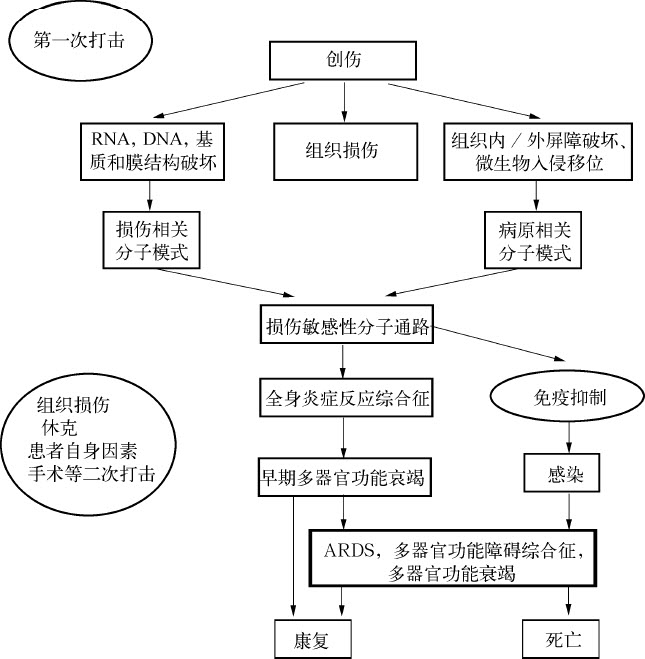 第一次打击
创伤
RNA, DNA, 基
质和膜结构破坏
组织损伤
组织内／外屏障破坏、
微生物入侵移位
损伤相关
分子模式
病原相关
分子模式
损伤敏感性分子通路
组织损伤
休克
患者自身因素
手术等二次打击
全身炎症反应综合征
免疫抑制
早期多器官功能衰竭
感染
ARDS, 多器官功能障碍综合征,
多器官功能衰竭
康复
死亡